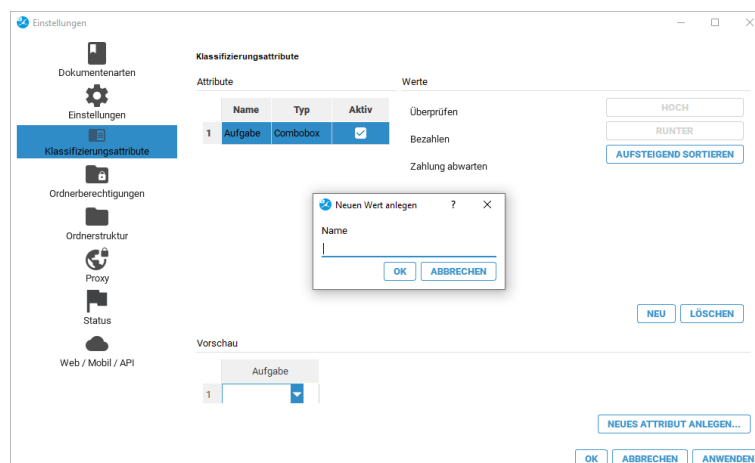 Einstellungen
Dokumentenarten
Einstellungen
Klassifizierungsattribute
Ordnerberechtigungen
Ordnerstruktur
Proxy
Status
Web / Mobil / API
Klassifizierungsattribute
Attribute
Name Typ Aktiv
1 Aufgabe Combobox
Werte
Überprüfen
Bezahlen
Zahlung abwarten
HOCH
RUNTER
AUFSTEIGEND SORTIEREN
Neuen Wert anlegen ?
Name
OK ABBRECHEN
NEU LÖSCHEN
Vorschau
Aufgabe
1
NEUES ATTRIBUT ANLEGEN...
OK ABBRECHEN ANWENDEN